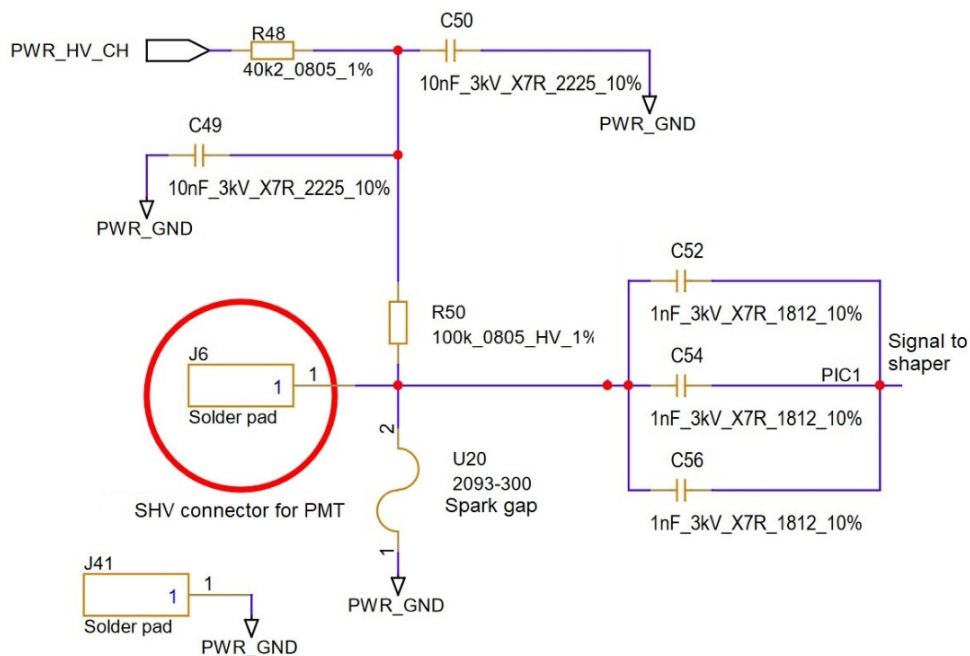 C50
PWR_HV_CH
R48
40k2_0805_1%
10nF_3kV_X7R_2225_10%
PWR_GND
C49
10nF_3kV_X7R_2225_10%
PWR_GND
C52
1nF_3kV_X7R_1812_10%
R50
100k_0805_HV_1%
Signal to
shaper
J6
1
1
Solder pad
C54
PIC1
1nF_3kV_X7R_1812_10%
2
U20
2093-300
Spark gap
C56
SHV connector for PMT
1nF_3kV_X7R_1812_10%
1
J41
1
1
Solder pad
PWR_GND
PWR_GND